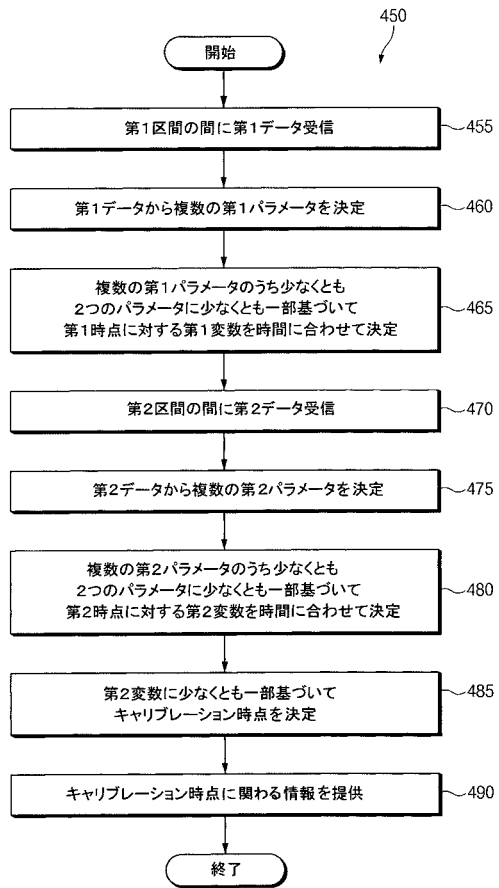 450
開始
第1区間の間に第1データ受信
455
第1データから複数の第1パラメータを決定
460
複数の第1パラメータのうち少なくとも
2つのパラメータに少なくとも一部基づいて
第1時点に対する第1変数を時間に合わせて決定
465
第2区間の間に第2データ受信
470
第2データから複数の第2パラメータを決定
475
複数の第2パラメータのうち少なくとも
2つのパラメータに少なくとも一部基づいて
第2時点に対する第2変数を時間に合わせて決定
480
第2変数に少なくとも一部基づいて
キャリブレーション時点を決定
485
キャリブレーション時点に関わる情報を提供
490
終了